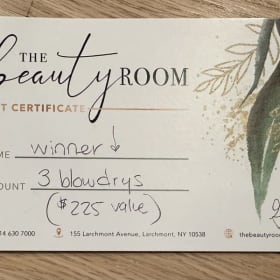 THE
beauty ROOM
T CERTIFICATE
ME winner ↓
OUNT 3 blowdrys
($225 value)
14 630 7000 155 Larchmont Avenue, Larchmont, NY 10538 thebeautyroo